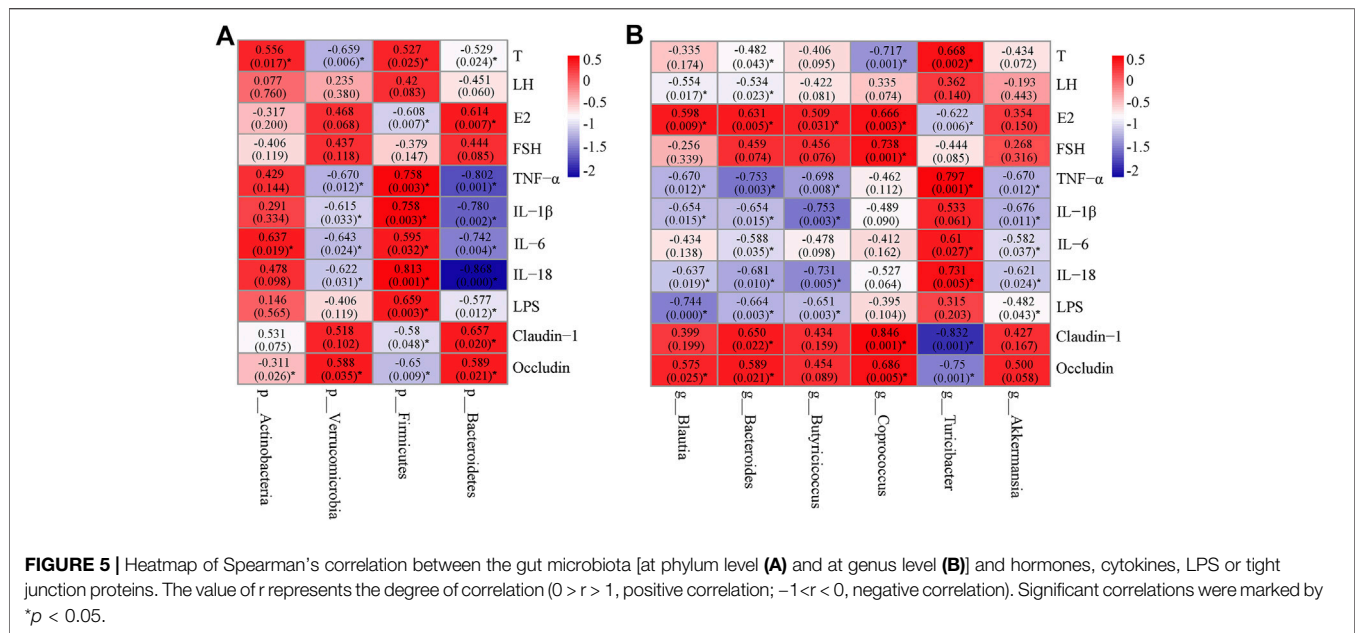 A
0.556 -0.659 0.527 -0.529 T
(0.017)* (0.006)* (0.025)* (0.024)*
0.077 0.235 0.42 -0.451 LH
(0.760) (0.380) (0.083) (0.060)
-0.317 0.468 -0.608 0.614 E2
(0.200) (0.068) (0.007)* (0.007)*
-0.406 0.437 -0.379 0.444 FSH
(0.119) (0.118) (0.147) (0.085)
0.429 -0.670 0.758 -0.802 TNF-α
(0.144) (0.012)* (0.003)* (0.001)*
0.291 -0.615 0.758 -0.780 IL-1β
(0.334) (0.033)* (0.003)* (0.002)*
0.637 -0.643 0.595 -0.742 IL-6
(0.019)* (0.024)* (0.032)* (0.004)*
0.478 -0.622 0.813 -0.868 IL-18
(0.098) (0.031)* (0.001)* (0.000)*
0.146 -0.406 0.659 -0.577 LPS
(0.565) (0.119) (0.003)* (0.012)*
0.531 0.518 -0.58 0.657 Claudin-1
(0.075) (0.102) (0.048)* (0.020)*
-0.311 0.588 -0.65 0.589 Occludin
(0.026)* (0.035)* (0.009)* (0.021)*
p__Actinobacteria
p__Verrucomicrobia
p__Firmicutes
p__Bacteroidetes
0.5
0
-0.5
-1
-1.5
-2
B
-0.335 -0.482 -0.406 -0.717 0.668 -0.434 T
(0.174) (0.043)* (0.095) (0.001)* (0.002)* (0.072)
-0.554 -0.534 -0.422 0.335 0.362 -0.193 LH
(0.017)* (0.023)* (0.081) (0.074) (0.140) (0.443)
0.598 0.631 0.509 0.666 -0.622 0.354 E2
(0.009)* (0.005)* (0.031)* (0.003)* (0.006)* (0.150)
-0.256 0.459 0.456 0.738 -0.444 0.268 FSH
(0.339) (0.074) (0.076) (0.001)* (0.085) (0.316)
-0.670 -0.753 -0.698 -0.462 0.797 -0.670 TNF-α
(0.012)* (0.003)* (0.008)* (0.112) (0.001)* (0.012)*
-0.654 -0.654 -0.753 -0.489 0.533 -0.676 IL-1β
(0.015)* (0.015)* (0.003)* (0.090) (0.061) (0.011)*
-0.434 -0.588 -0.478 -0.412 0.61 -0.582 IL-6
(0.138) (0.035)* (0.098) (0.162) (0.027)* (0.037)*
-0.637 -0.681 -0.731 -0.527 0.731 -0.621 IL-18
(0.019)* (0.010)* (0.005)* (0.064) (0.005)* (0.024)*
-0.744 -0.664 -0.651 -0.395 0.315 -0.482 LPS
(0.000)* (0.003)* (0.003)* (0.104)) (0.203) (0.043)*
0.399 0.650 0.434 0.846 -0.832 0.427 Claudin-1
(0.199) (0.022)* (0.159) (0.001)* (0.001)* (0.167)
0.575 0.589 0.454 0.686 -0.75 0.500 Occludin
(0.025)* (0.021)* (0.089) (0.005)* (0.001)* (0.058)
g__Blautia
g__Bacteroides
g__Butyricicoccus
g__Coprococcus
g__Turicibacter
g__Akkermansia
0.5
0
-0.5
-1
-1.5
-2
FIGURE 5 | Heatmap of Spearman's correlation between the gut microbiota [at phylum level (A) and at genus level (B)] and hormones, cytokines, LPS or tight
junction proteins. The value of r represents the degree of correlation (0 > r > 1, positive correlation; −1<r < 0, negative correlation). Significant correlations were marked by
*p < 0.05.